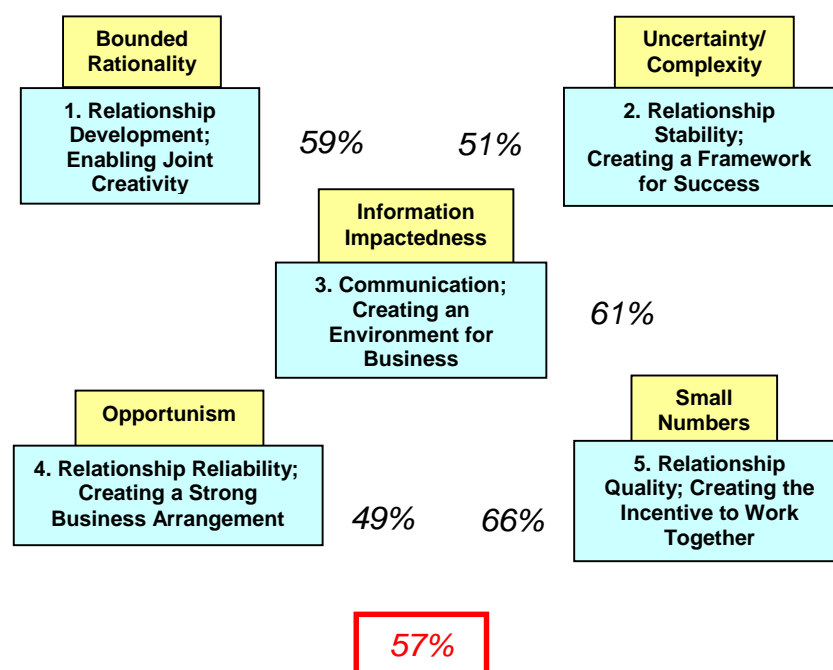 Bounded
Rationality
1. Relationship
Development;
Enabling Joint
Creativity
59%
51%
Uncertainty/
Complexity
2. Relationship
Stability;
Creating a Framework
for Success
Information
Impactedness
3. Communication;
Creating an
Environment for
Business
61%
Opportunism
4. Relationship Reliability;
Creating a Strong
Business Arrangement
49%
66%
Small
Numbers
5. Relationship
Quality; Creating the
Incentive to Work
Together
57%